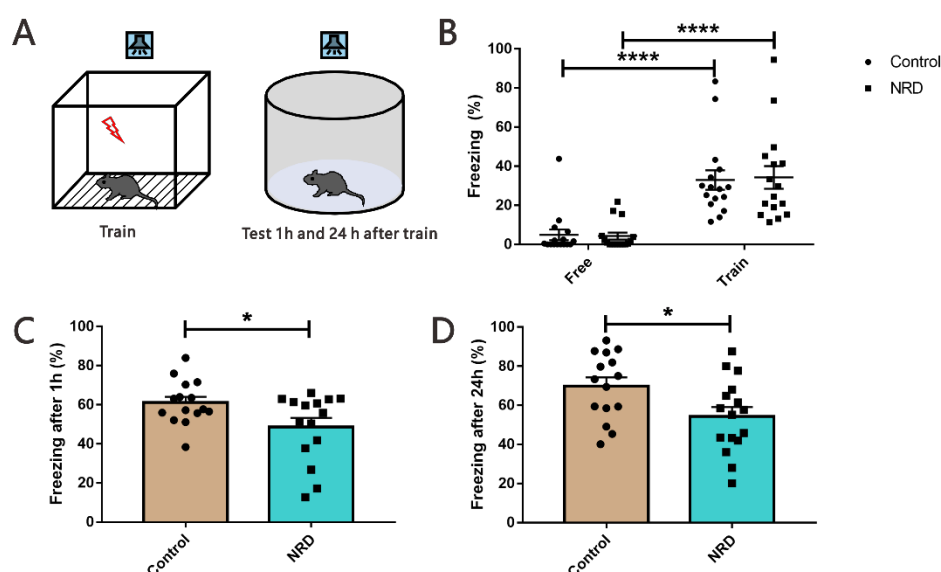 A
Train
Test 1h and 24 h after train
B
Freezing (%)
100
80
60
40
20
0
****
****
Free
Train
Control
NRD
C
Freezing after 1h (%)
100
80
60
40
20
0
*
Control
NRD
D
Freezing after 24h (%)
100
80
60
40
20
0
*
Control
NRD